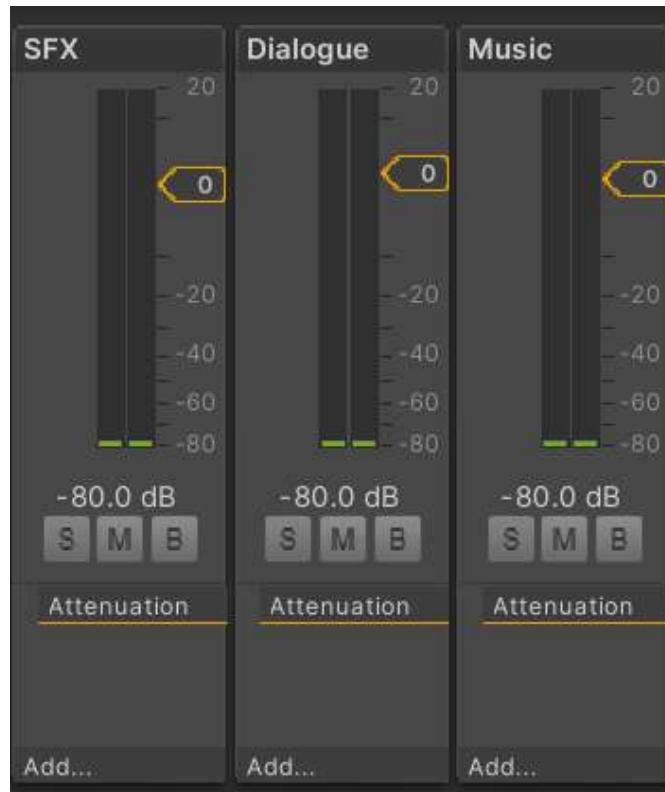 SFX
20
0
-20
-40
-60
-80
-80.0 dB
S M B
Attenuation
Add...
Dialogue
20
0
-20
-40
-60
-80
-80.0 dB
S M B
Attenuation
Add...
Music
20
0
-20
-40
-60
-80
-80.0 dB
S M B
Attenuation
Add...